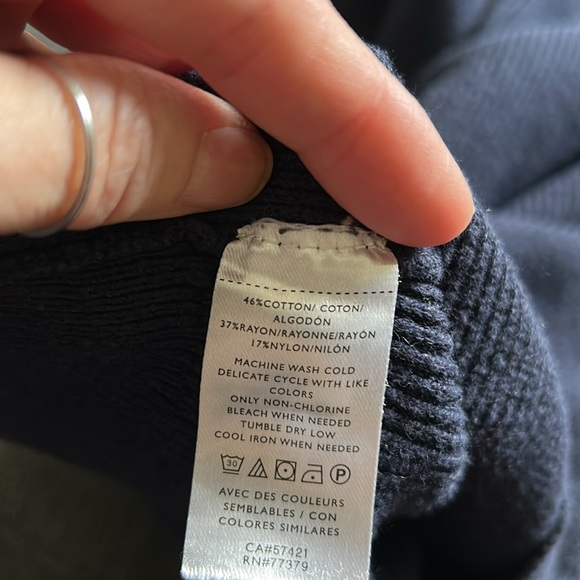 46%COTTON/ COTON/
ALGODÓN
37%RAYON/RAYONNE/RAYÓN
17%NYLON/NILÓN
MACHINE WASH COLD
DELICATE CYCLE WITH LIKE
COLORS
ONLY NON-CHLORINE
BLEACH WHEN NEEDED
TUMBLE DRY LOW
COOL IRON WHEN NEEDED
30 P
AVEC DES COULEURS
SEMBLABLES / CON
COLORES SIMILARES
CA#57421
RN#77379